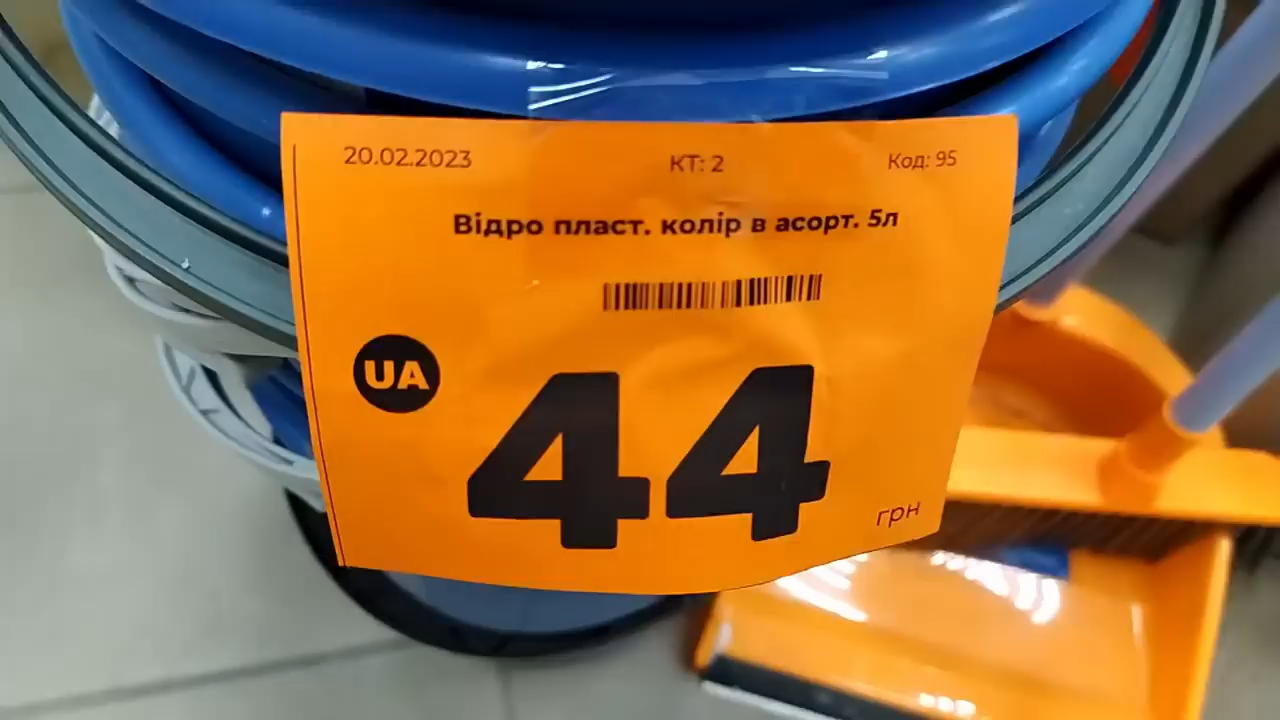 20.02.2023 КТ: 2 Код: 95
Відро пласт. колір в асорт. 5л
UA
44
грн